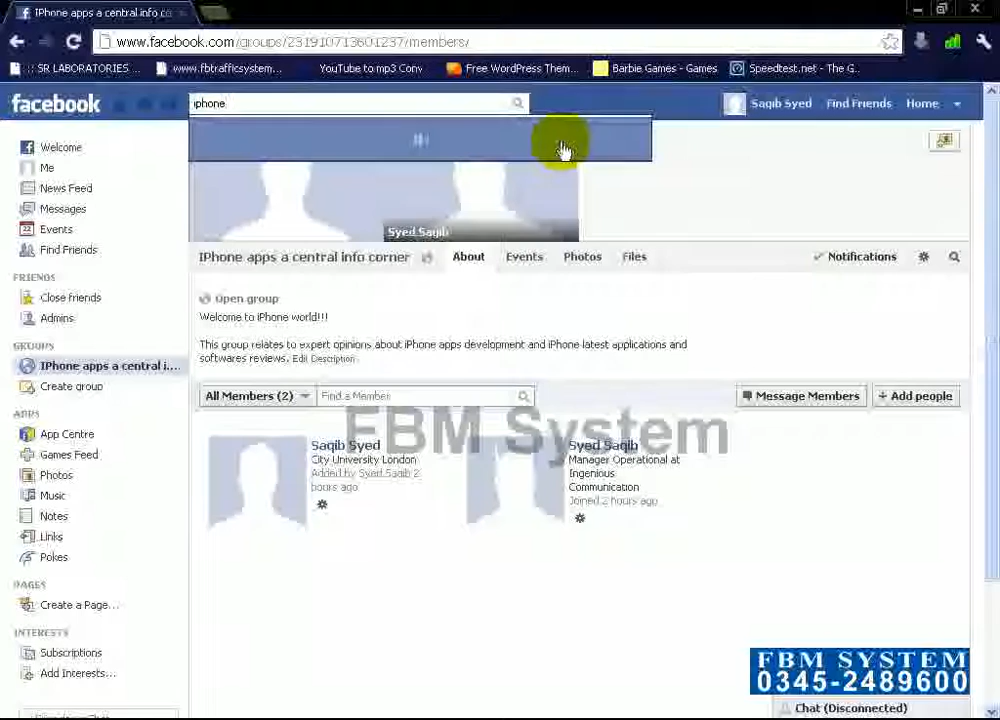 IPhone apps a central info co
www.facebook.com/groups/231910713601237/members/
:: SR LABORATORIES ...
www.fbtrafficsystem...
YouTube to mp3 Conv
Free WordPress Them...
Barbie Games - Games
Speedtest.net - The G...
facebook
iphone
Saqib Syed
Find Friends
Home
Welcome
Me
News Feed
Messages
Events
Find Friends
FRIENDS
Close friends
Admins
GROUPS
IPhone apps a central i...
Create group
APPS
App Centre
Games Feed
Photos
Music
Notes
Links
Pokes
PAGES
Create a Page...
INTERESTS
Subscriptions
Add Interests...
Syed Saqib
IPhone apps a central info corner
About
Events
Photos
Files
Notifications
Open group
Welcome to iPhone world!!!
This group relates to expert opinions about iPhone apps development and iPhone latest applications and
softwares reviews. Edit Description
All Members (2)
Find a Member
Message Members
+ Add people
FBM System
Saqib Syed
City University London
Added by Syed Saqib 2
hours ago
Syed Saqib
Manager Operational at
Ingenious
Communication
Joined 2 hours ago
FBM SYSTEM
0345-2489600
Chat (Disconnected)